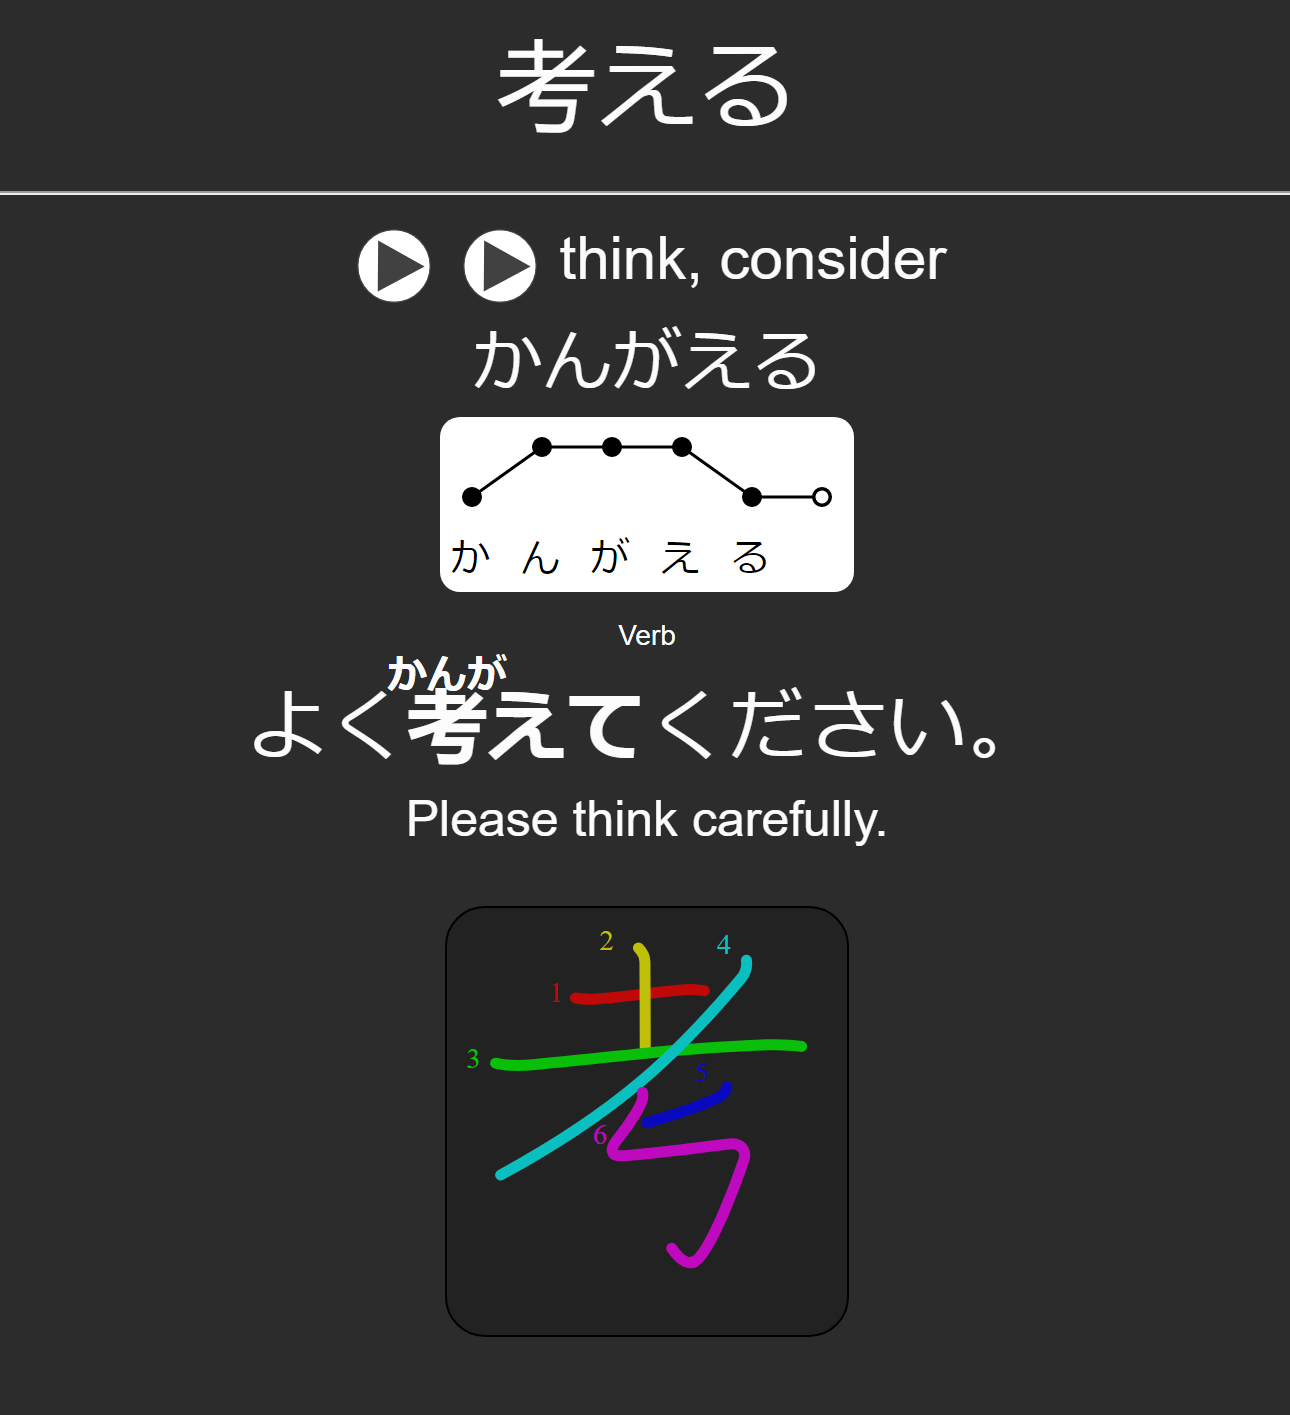 考える
think, consider
かんがえる
か ん が え る
Verb
かんが
よく考えてください。
Please think carefully.
2 4
1
3
5
6